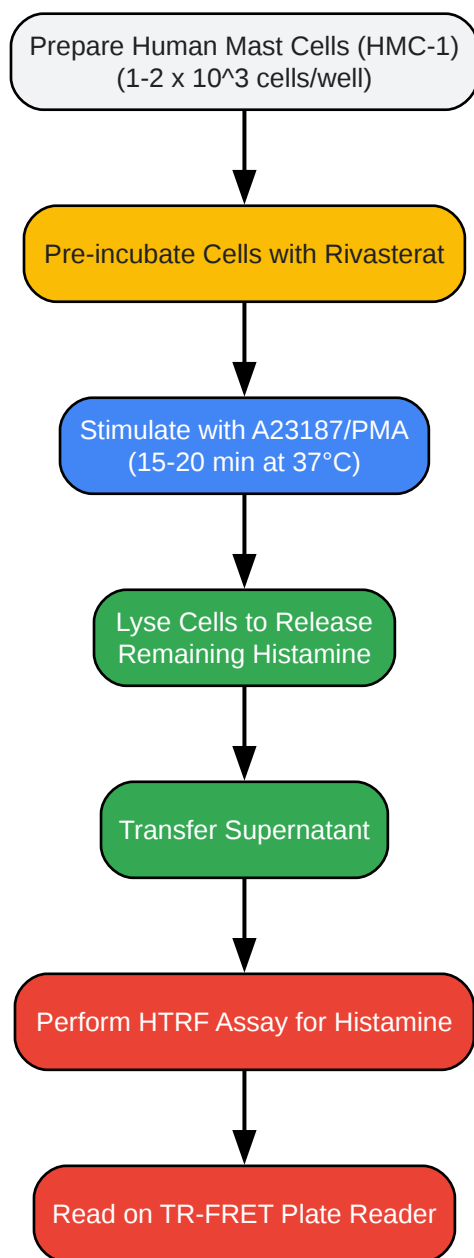 Prepare Human Mast Cells (HMC-1)
(1-2 x 10^3 cells/well)
Pre-incubate Cells with Rivasterat
Stimulate with A23187/PMA
(15-20 min at 37°C)
Lyse Cells to Release
Remaining Histamine
Transfer Supernatant
Perform HTRF Assay for Histamine
Read on TR-FRET Plate Reader